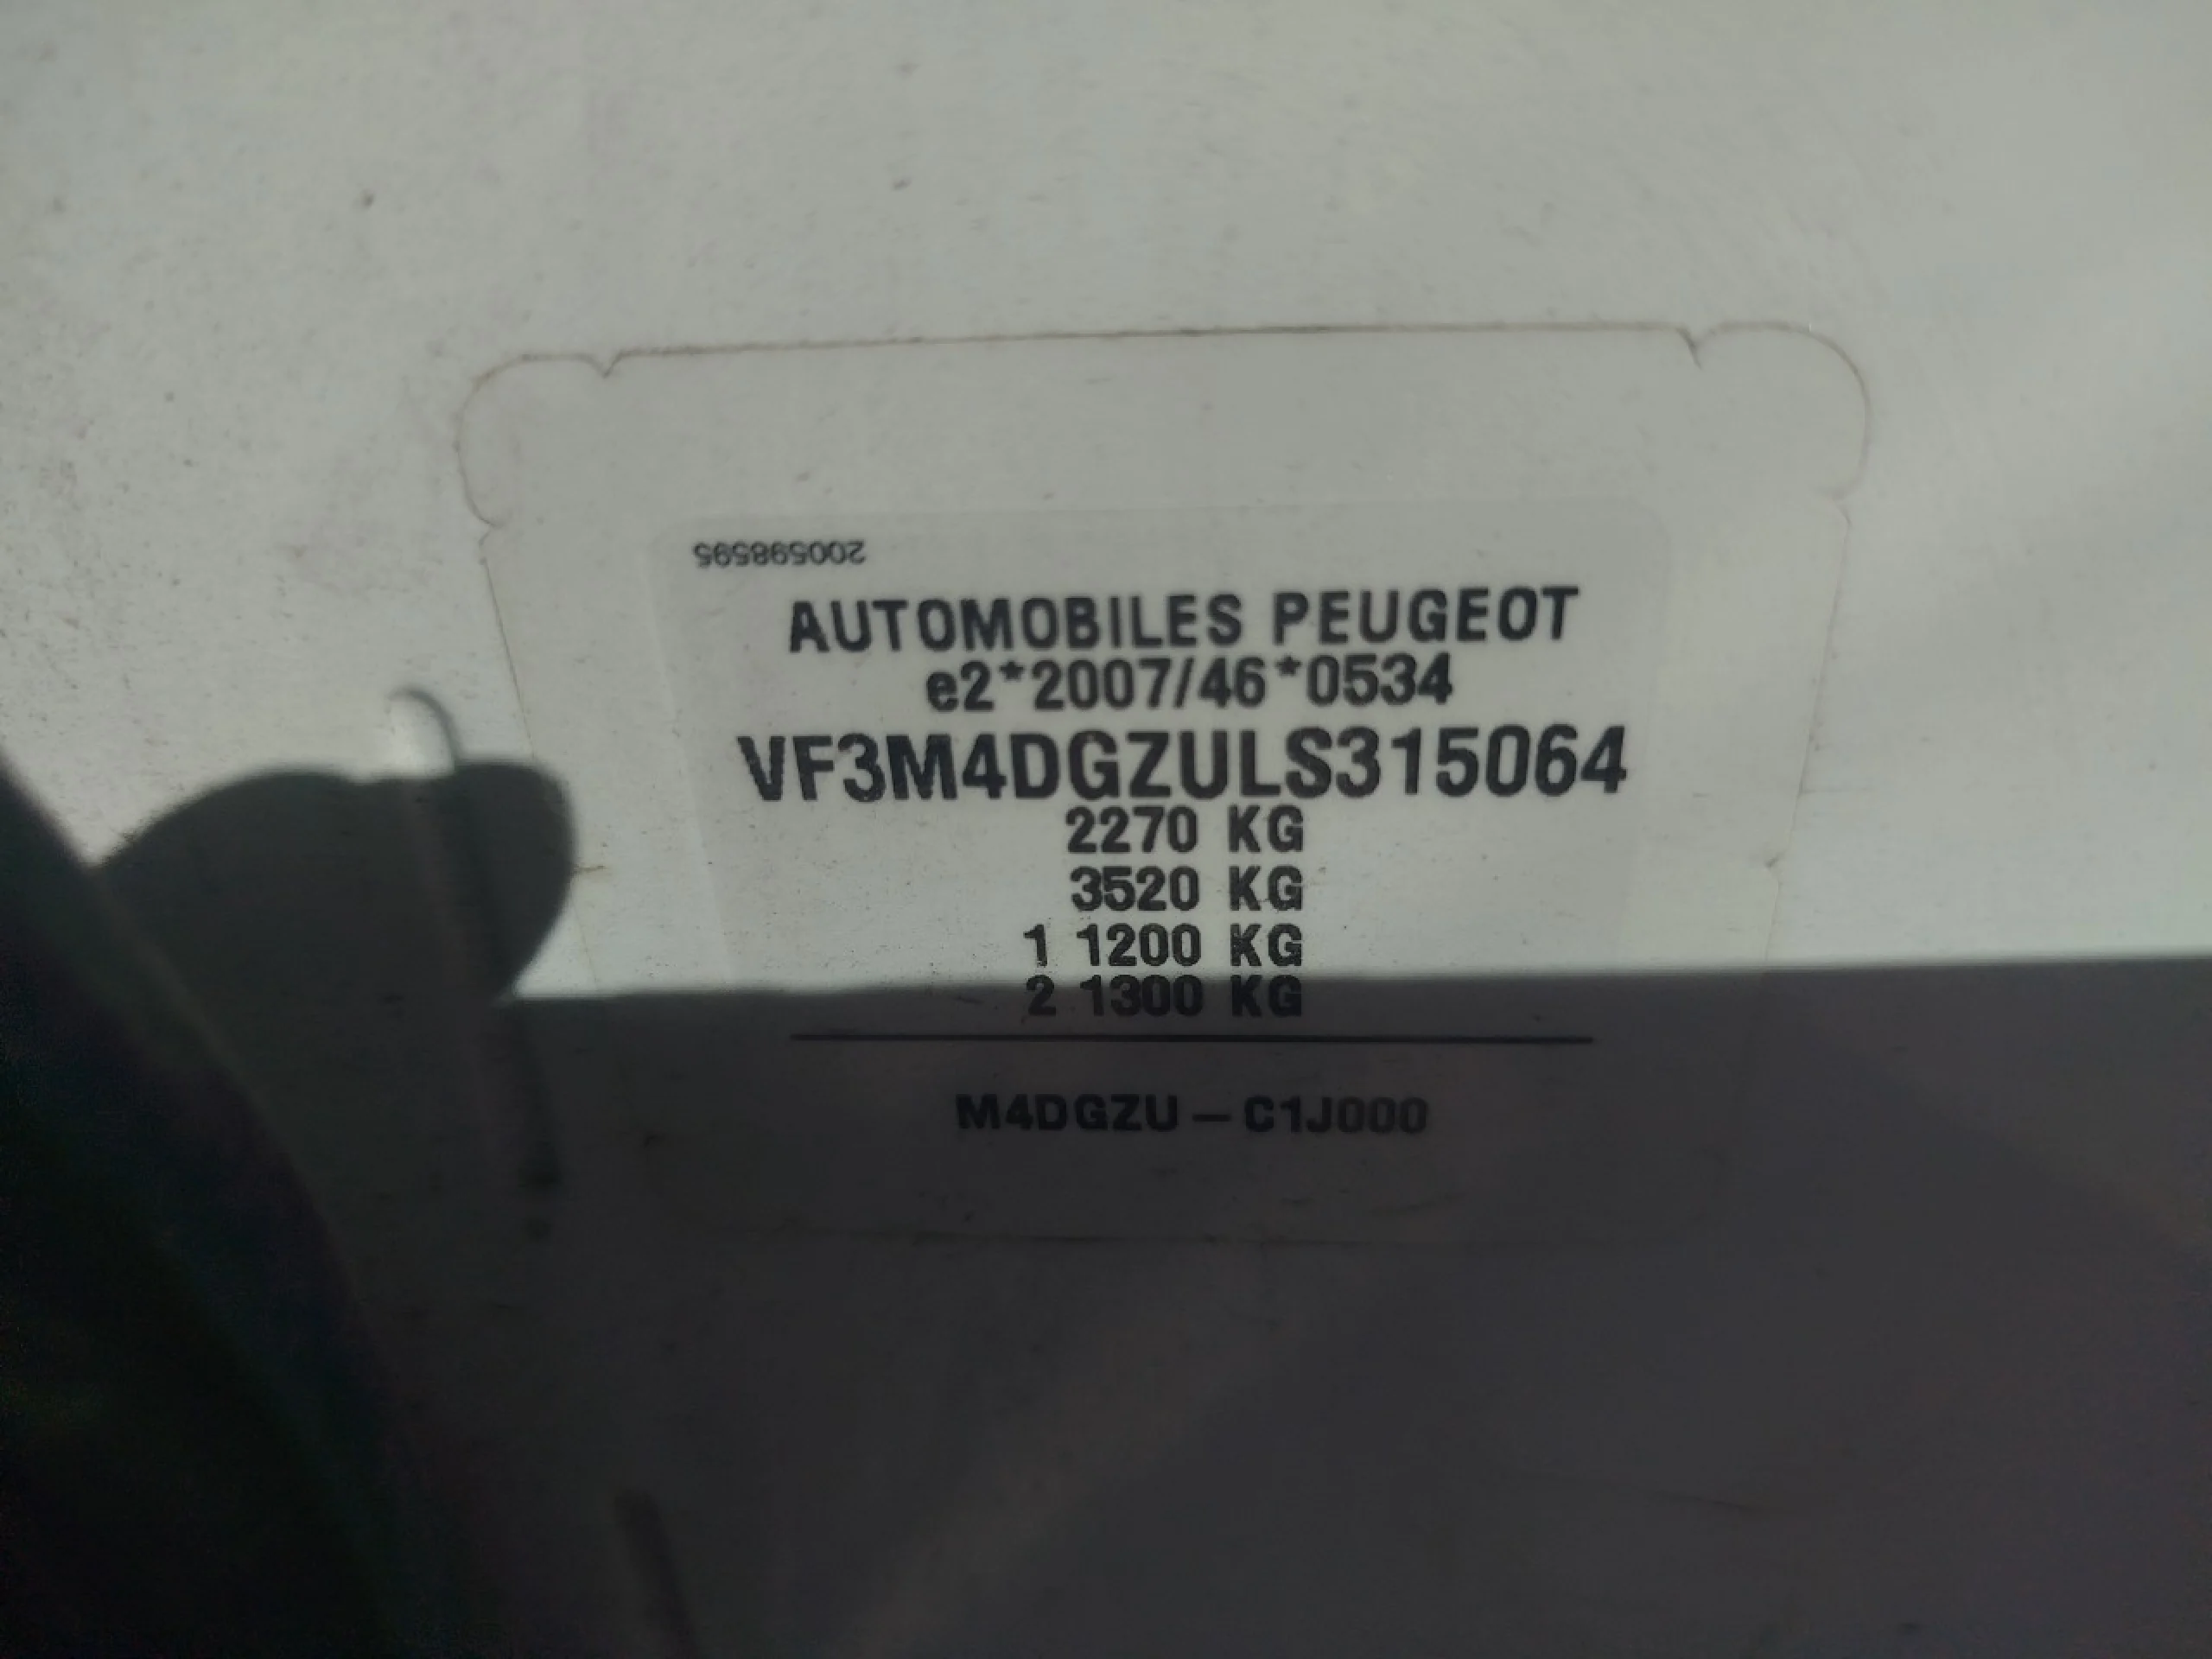 200598595
AUTOMOBILES PEUGEOT
e2*2007/46*0534
VF3M4DGZULS315064
2270 KG
3520 KG
1 1200 KG
2 1300 KG
M4DGZU – C1J000